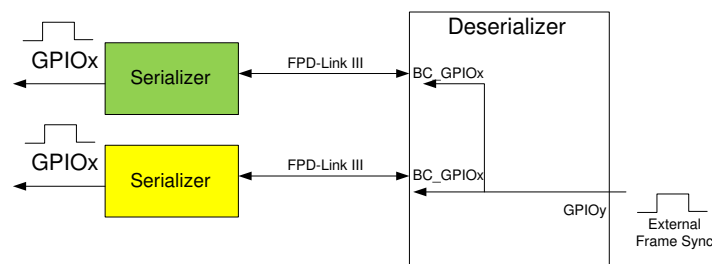 Deserializer
GPIOx
Serializer
FPD-Link III
BC_GPIOx
GPIOx
Serializer
FPD-Link III
BC_GPIOx
GPIOy
External
Frame Sync